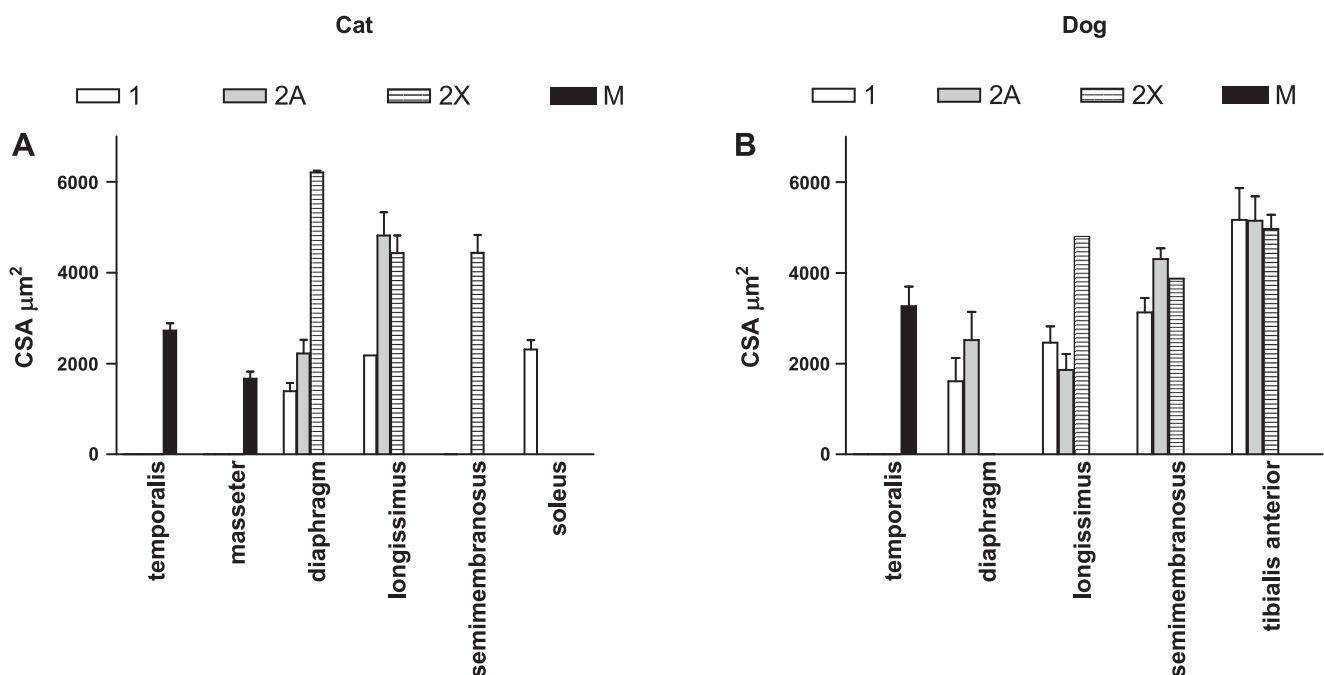 Cat
1 2A 2X M
A
6000
4000
2000
0
CSA μm²
temporalis
masseter
diaphragm
longissimus
semimembranosus
soleus
Dog
1 2A 2X M
B
6000
4000
2000
0
CSA μm²
temporalis
diaphragm
longissimus
semimembranosus
tibialis anterior